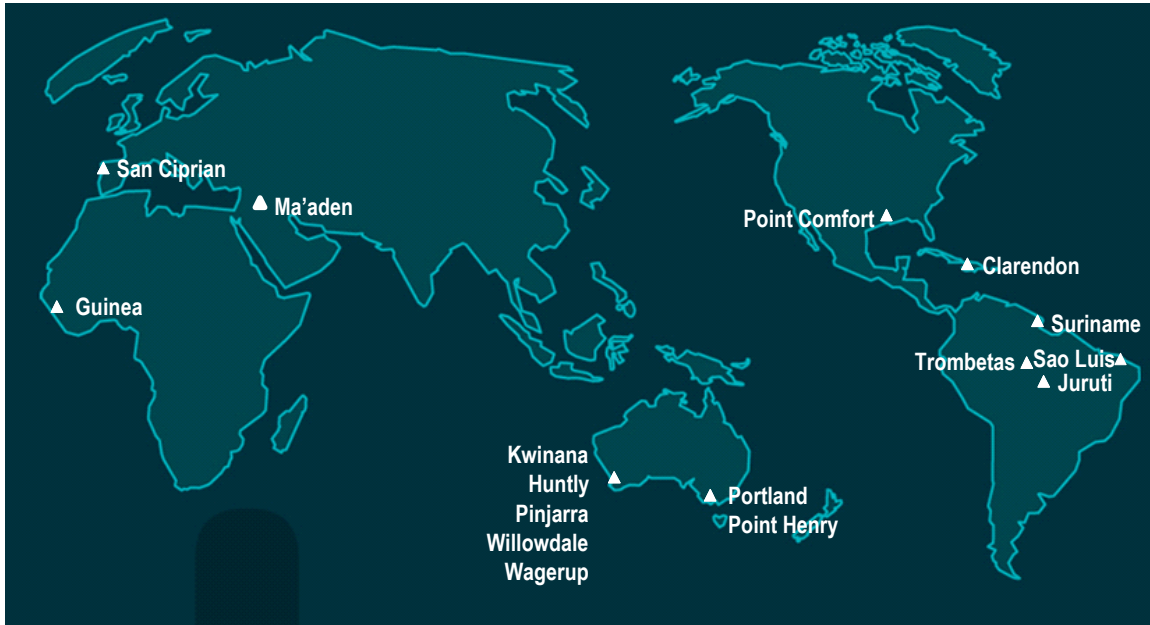 San Ciprian
Ma’aden
Guinea
Point Comfort
Clarendon
Suriname
Trombetas
Sao Luis
Juruti
Kwinana
Huntly
Pinjarra
Willowdale
Wagerup
Portland
Point Henry